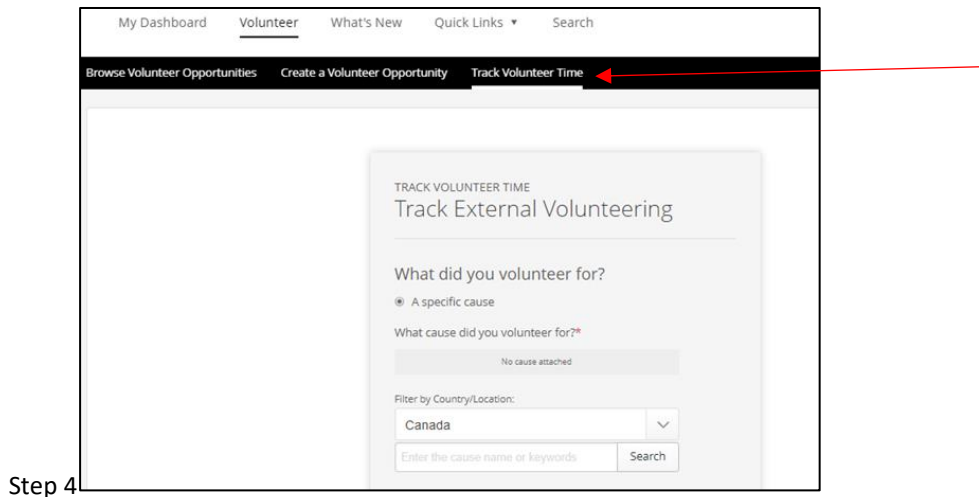 My Dashboard Volunteer What's New Quick Links ▼ Search
Browse Volunteer Opportunities Create a Volunteer Opportunity Track Volunteer Time
TRACK VOLUNTEER TIME
Track External Volunteering
What did you volunteer for?
A specific cause
What cause did you volunteer for?*
No cause attached
Filter by Country/Location:
Canada
Enter the cause name or keywords Search
Step 4